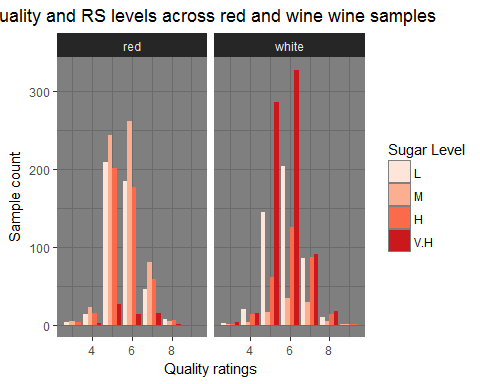 uality and RS levels across red and wine wine samples
red
white
300
200
100
0
Sample count
4
6
8
4
6
8
Quality ratings
Sugar Level
L
M
H
V.H